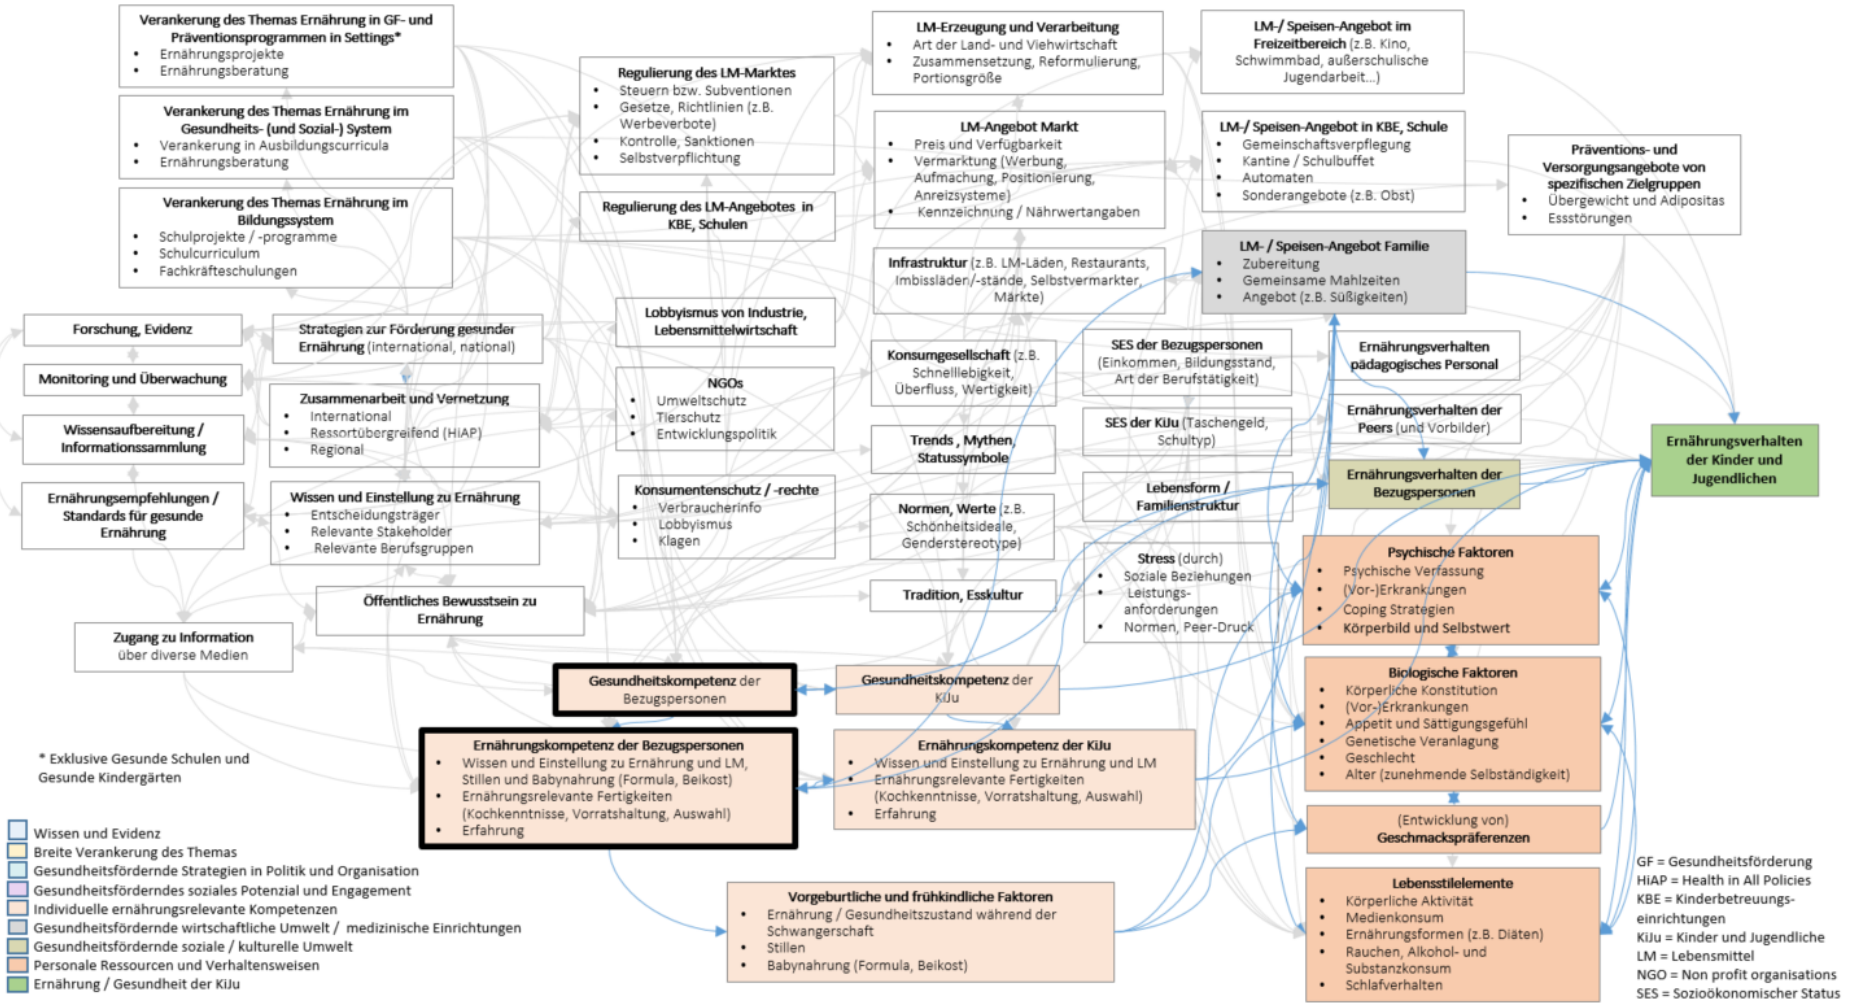 Verankerung des Themas Ernährung in GF- und
Präventionsprogrammen in Settings*
• Ernährungsprojekte
• Ernährungsberatung
Verankerung des Themas Ernährung im
Gesundheits- (und Sozial-) System
• Verankerung in Ausbildungscurricula
• Ernährungsberatung
Verankerung des Themas Ernährung im
Bildungssystem
• Schulprojekte / -programme
• Schulcurriculum
• Fachkräfteschulungen
Forschung, Evidenz
Monitoring und Überwachung
Wissensaufbereitung /
Informationssammlung
Ernährungsempfehlungen /
Standards für gesunde
Ernährung
Strategien zur Förderung gesunder
Ernährung (international, national)
Zusammenarbeit und Vernetzung
• International
• Ressortübergreifend (HiAP)
• Regional
Wissen und Einstellung zu Ernährung
• Entscheidungsträger
• Relevante Stakeholder
• Relevante Berufsgruppen
Öffentliches Bewusstsein zu
Ernährung
Zugang zu Information
über diverse Medien
Regulierung des LM-Marktes
• Steuern bzw. Subventionen
• Gesetze, Richtlinien (z.B.
Werbeverbote)
• Kontrolle, Sanktionen
• Selbstverpflichtung
Regulierung des LM-Angebotes in
KBE, Schulen
Lobbyismus von Industrie,
Lebensmittelwirtschaft
NGOs
• Umweltschutz
• Tierschutz
• Entwicklungspolitik
Konsumentenschutz / -rechte
• Verbraucherinfo
• Lobbyismus
• Klagen
LM-Erzeugung und Verarbeitung
• Art der Land- und Viehwirtschaft
• Zusammensetzung, Reformulierung,
Portionsgröße
LM-Angebot Markt
• Preis und Verfügbarkeit
• Vermarktung (Werbung,
Aufmachung, Positionierung,
Anreizsysteme)
• Kennzeichnung / Nährwertangaben
Infrastruktur (z.B. LM-Läden, Restaurants,
Imbissläden/-stände, Selbstvermarkter,
Märkte)
Konsumgesellschaft (z.B.
Schnelllebigkeit,
Überfluss, Wertigkeit)
Trends , Mythen,
Statussymbole
Normen, Werte (z.B.
Schönheitsideale,
Genderstereotype)
Tradition, Esskultur
LM-/ Speisen-Angebot im
Freizeitbereich (z.B. Kino,
Schwimmbad, außerschulische
Jugendarbeit...)
LM-/ Speisen-Angebot in KBE, Schule
• Gemeinschaftsverpflegung
• Kantine / Schulbuffet
• Automaten
• Sonderangebote (z.B. Obst)
LM- / Speisen-Angebot Familie
• Zubereitung
• Gemeinsame Mahlzeiten
• Angebot (z.B. Süßigkeiten)
Präventions- und
Versorgungsangebote von
spezifischen Zielgruppen
• Übergewicht und Adipositas
• Essstörungen
SES der Bezugspersonen
(Einkommen, Bildungsstand,
Art der Berufstätigkeit)
SES der KiJu (Taschengeld,
Schultyp)
Lebensform /
Familienstruktur
Stress (durch)
• Soziale Beziehungen
• Leistungs-
anforderungen
• Normen, Peer-Druck
Ernährungsverhalten
pädagogisches Personal
Ernährungsverhalten der
Peers (und Vorbilder)
Ernährungsverhalten der
Bezugspersonen
Ernährungsverhalten
der Kinder und
Jugendlichen
Psychische Faktoren
• Psychische Verfassung
• (Vor-)Erkrankungen
• Coping Strategien
• Körperbild und Selbstwert
Biologische Faktoren
• Körperliche Konstitution
• (Vor-)Erkrankungen
• Appetit und Sättigungsgefühl
• Genetische Veranlagung
• Geschlecht
• Alter (zunehmende Selbständigkeit)
(Entwicklung von)
Geschmackspräferenzen
Lebensstilelemente
• Körperliche Aktivität
• Medienkonsum
• Ernährungsformen (z.B. Diäten)
• Rauchen, Alkohol- und
Substanzkonsum
• Schlafverhalten
Gesundheitskompetenz der
Bezugspersonen
Gesundheitskompetenz der
KiJu
Ernährungskompetenz der Bezugspersonen
• Wissen und Einstellung zu Ernährung und LM,
Stillen und Babynahrung (Formula, Beikost)
• Ernährungsrelevante Fertigkeiten
(Kochkenntnisse, Vorratshaltung, Auswahl)
• Erfahrung
Ernährungskompetenz der KiJu
• Wissen und Einstellung zu Ernährung und LM
• Ernährungsrelevante Fertigkeiten
(Kochkenntnisse, Vorratshaltung, Auswahl)
• Erfahrung
Vorgeburtliche und frühkindliche Faktoren
• Ernährung / Gesundheitszustand während der
Schwangerschaft
• Stillen
• Babynahrung (Formula, Beikost)
* Exklusive Gesunde Schulen und
Gesunde Kindergärten
Wissen und Evidenz
Breite Verankerung des Themas
Gesundheitsfördernde Strategien in Politik und Organisation
Gesundheitsförderndes soziales Potenzial und Engagement
Individuelle ernährungsrelevante Kompetenzen
Gesundheitsfördernde wirtschaftliche Umwelt / medizinische Einrichtungen
Gesundheitsfördernde soziale / kulturelle Umwelt
Personale Ressourcen und Verhaltensweisen
Ernährung / Gesundheit der KiJu
GF = Gesundheitsförderung
HiAP = Health in All Policies
KBE = Kinderbetreuungs-
einrichtungen
KiJu = Kinder und Jugendliche
LM = Lebensmittel
NGO = Non profit organisations
SES = Sozioökonomischer Status